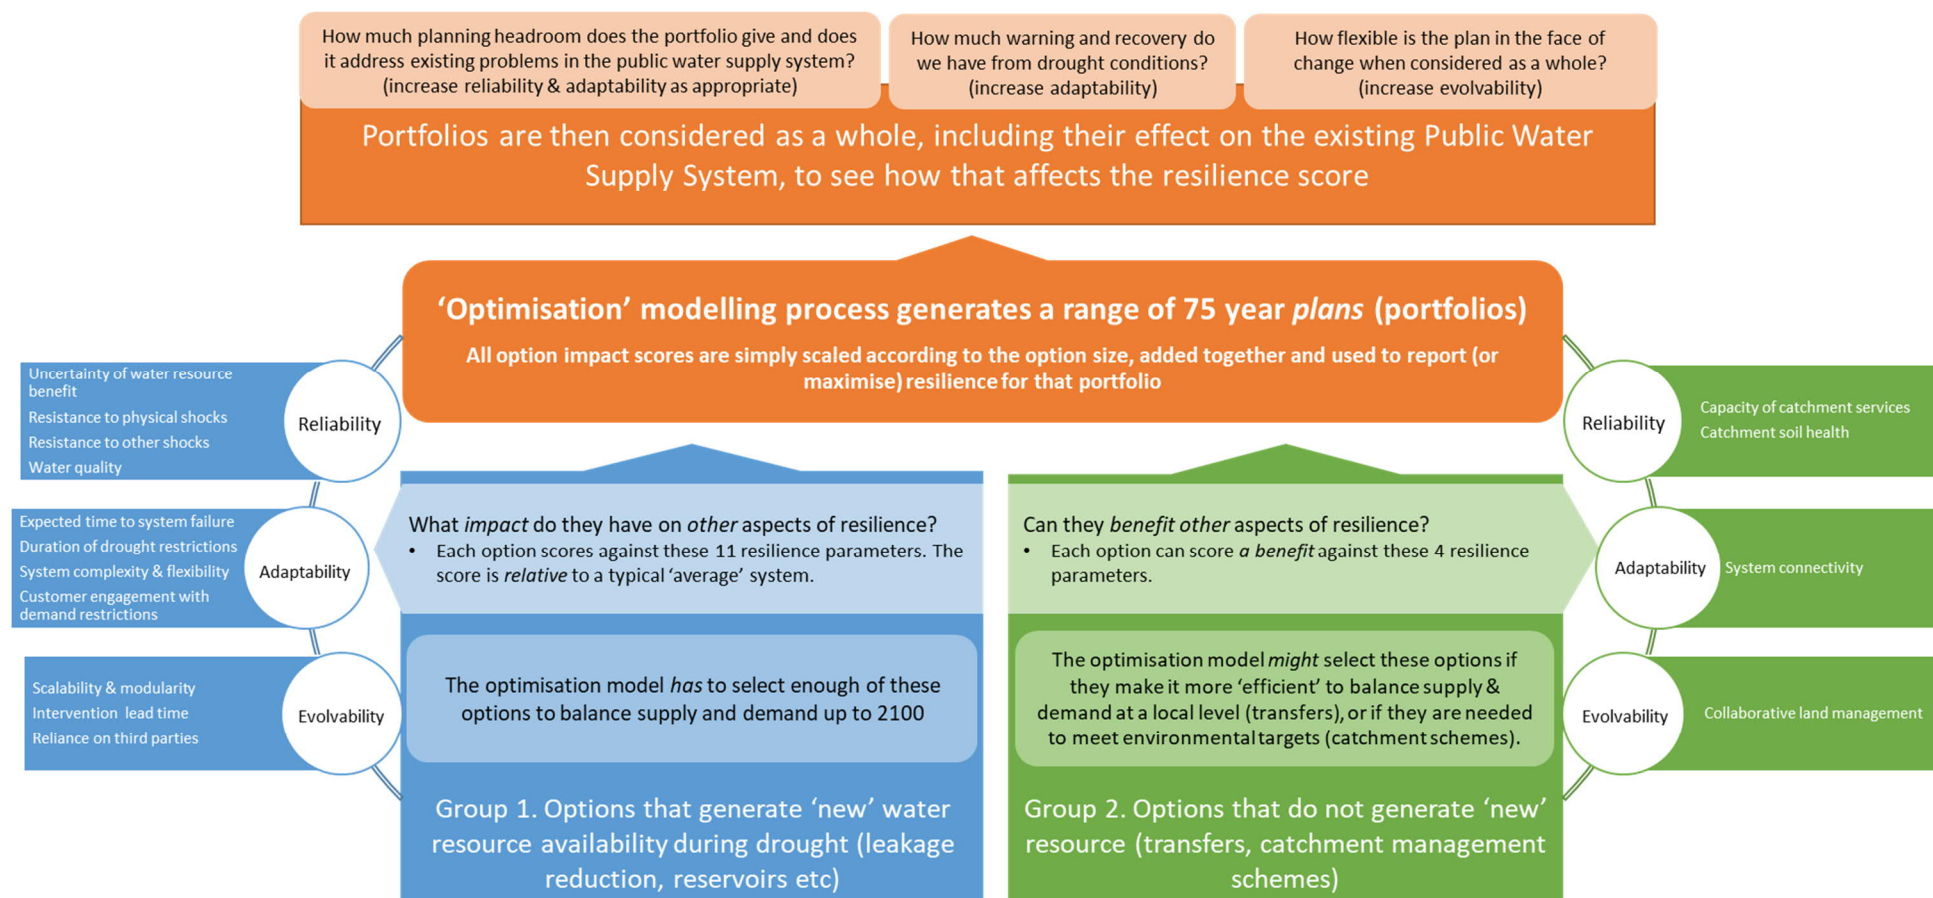 How much planning headroom does the portfolio give and does
it address existing problems in the public water supply system?
(increase reliability & adaptability as appropriate)
How much warning and recovery do
we have from drought conditions?
(increase adaptability)
How flexible is the plan in the face of
change when considered as a whole?
(increase evolvability)
Portfolios are then considered as a whole, including their effect on the existing Public Water
Supply System, to see how that affects the resilience score
‘Optimisation’ modelling process generates a range of 75 year plans (portfolios)
All option impact scores are simply scaled according to the option size, added together and used to report (or
maximise) resilience for that portfolio
Uncertainty of water resource
benefit
Resistance to physical shocks
Resistance to other shocks
Water quality
Reliability
Expected time to system failure
Duration of drought restrictions
System complexity & flexibility
Customer engagement with
demand restrictions
Adaptability
Scalability & modularity
Intervention lead time
Reliance on third parties
Evolvability
What impact do they have on other aspects of resilience?
• Each option scores against these 11 resilience parameters. The
score is relative to a typical ‘average’ system.
The optimisation model has to select enough of these
options to balance supply and demand up to 2100
Group 1. Options that generate ‘new’ water
resource availability during drought (leakage
reduction, reservoirs etc)
Can they benefit other aspects of resilience?
• Each option can score a benefit against these 4 resilience
parameters.
The optimisation model might select these options if
they make it more ‘efficient’ to balance supply &
demand at a local level (transfers), or if they are needed
to meet environmental targets (catchment schemes).
Group 2. Options that do not generate ‘new’
resource (transfers, catchment management
schemes)
Reliability
Capacity of catchment services
Catchment soil health
Adaptability
System connectivity
Evolvability
Collaborative land management